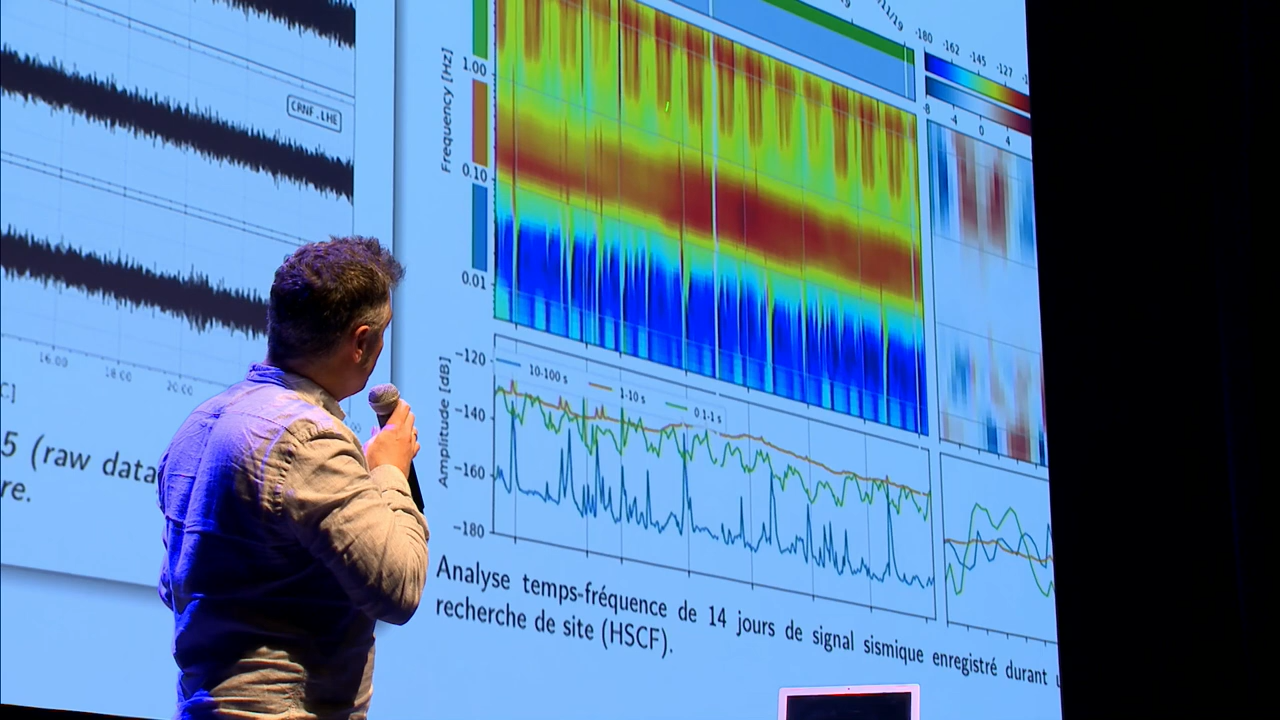 /11/19
-180 -162 -145 -127
-8 -4 0 4
Frequency [Hz]
1.00
0.10
0.01
CRNF.LHE
16:00 18:00 20:00
C]
5 (raw data
re.
Amplitude [dB]
-120
-140
-160
-180
10-100 s 1-10 s 0.1-1 s
Analyse temps-fréquence de 14 jours de signal sismique enregistré durant
recherche de site (HSCF).